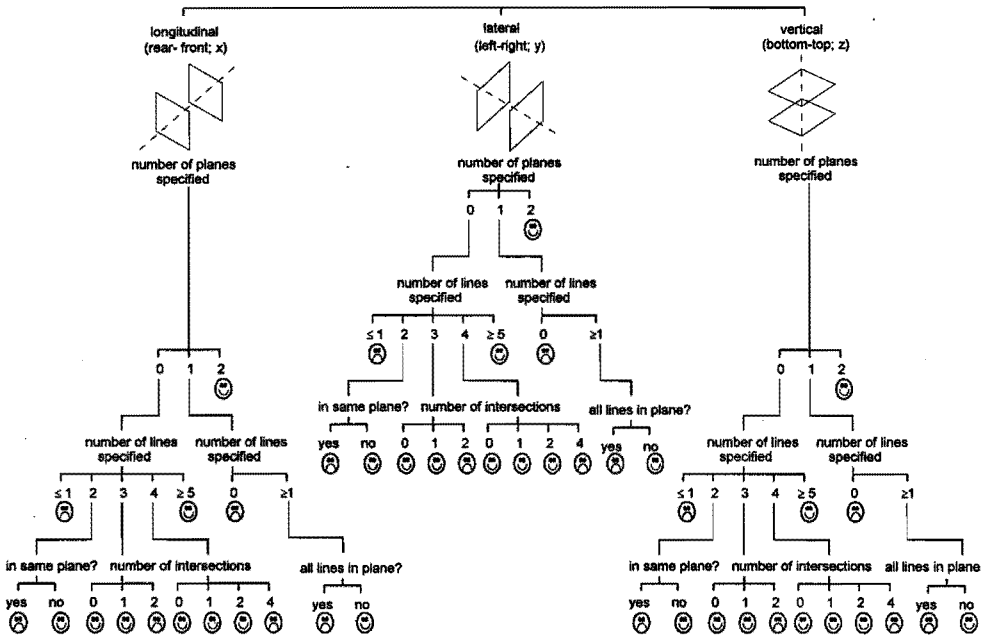 longitudinal
(rear- front; x)
lateral
(left-right; y)
vertical
(bottom-top; z)
number of planes
specified
number of planes
specified
number of planes
specified
0 1 2
number of lines
specified
number of lines
specified
≤ 1 2 3 4 ≥ 5
0 ≥1
in same plane?
number of intersections
all lines in plane?
yes no
0 1 2
0 1 2 4
yes no
0 1 2
number of lines
specified
number of lines
specified
≤ 1 2 3 4 ≥ 5
0 ≥1
in same plane?
number of intersections
all lines in plane?
yes no
0 1 2
0 1 2 4
yes no
0 1 2
number of lines
specified
number of lines
specified
≤ 1 2 3 4 ≥ 5
0 ≥1
in same plane?
number of intersections
all lines in plane
yes no
0 1 2
0 1 2 4
yes no